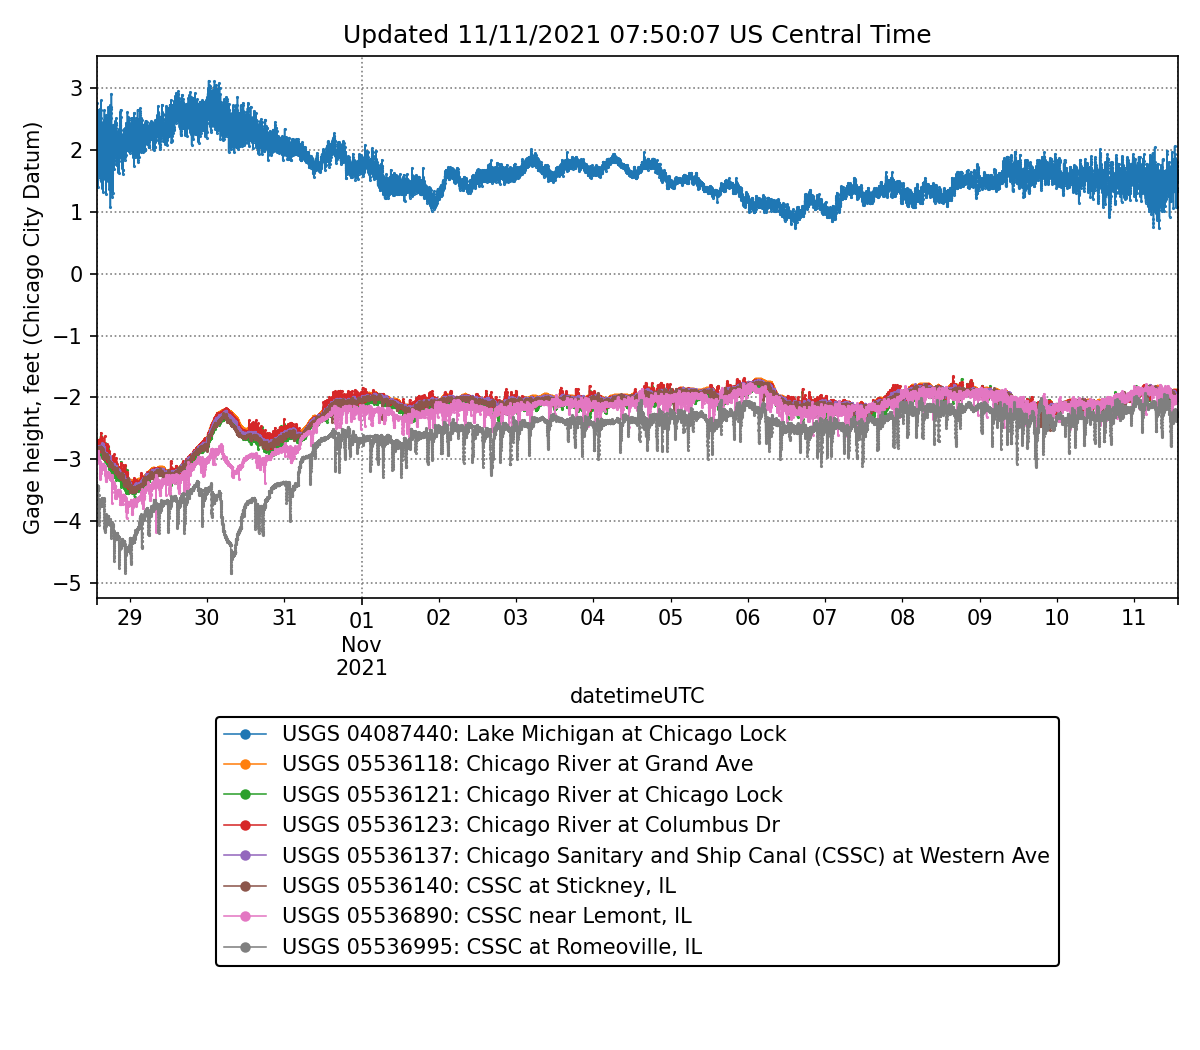 Updated 11/11/2021 07:50:07 US Central Time
Gage height, feet (Chicago City Datum)
3
2
1
0
−1
−2
−3
−4
−5
29 30 31 01 02 03 04 05 06 07 08 09 10 11
Nov
2021
datetimeUTC
USGS 04087440: Lake Michigan at Chicago Lock
USGS 05536118: Chicago River at Grand Ave
USGS 05536121: Chicago River at Chicago Lock
USGS 05536123: Chicago River at Columbus Dr
USGS 05536137: Chicago Sanitary and Ship Canal (CSSC) at Western Ave
USGS 05536140: CSSC at Stickney, IL
USGS 05536890: CSSC near Lemont, IL
USGS 05536995: CSSC at Romeoville, IL